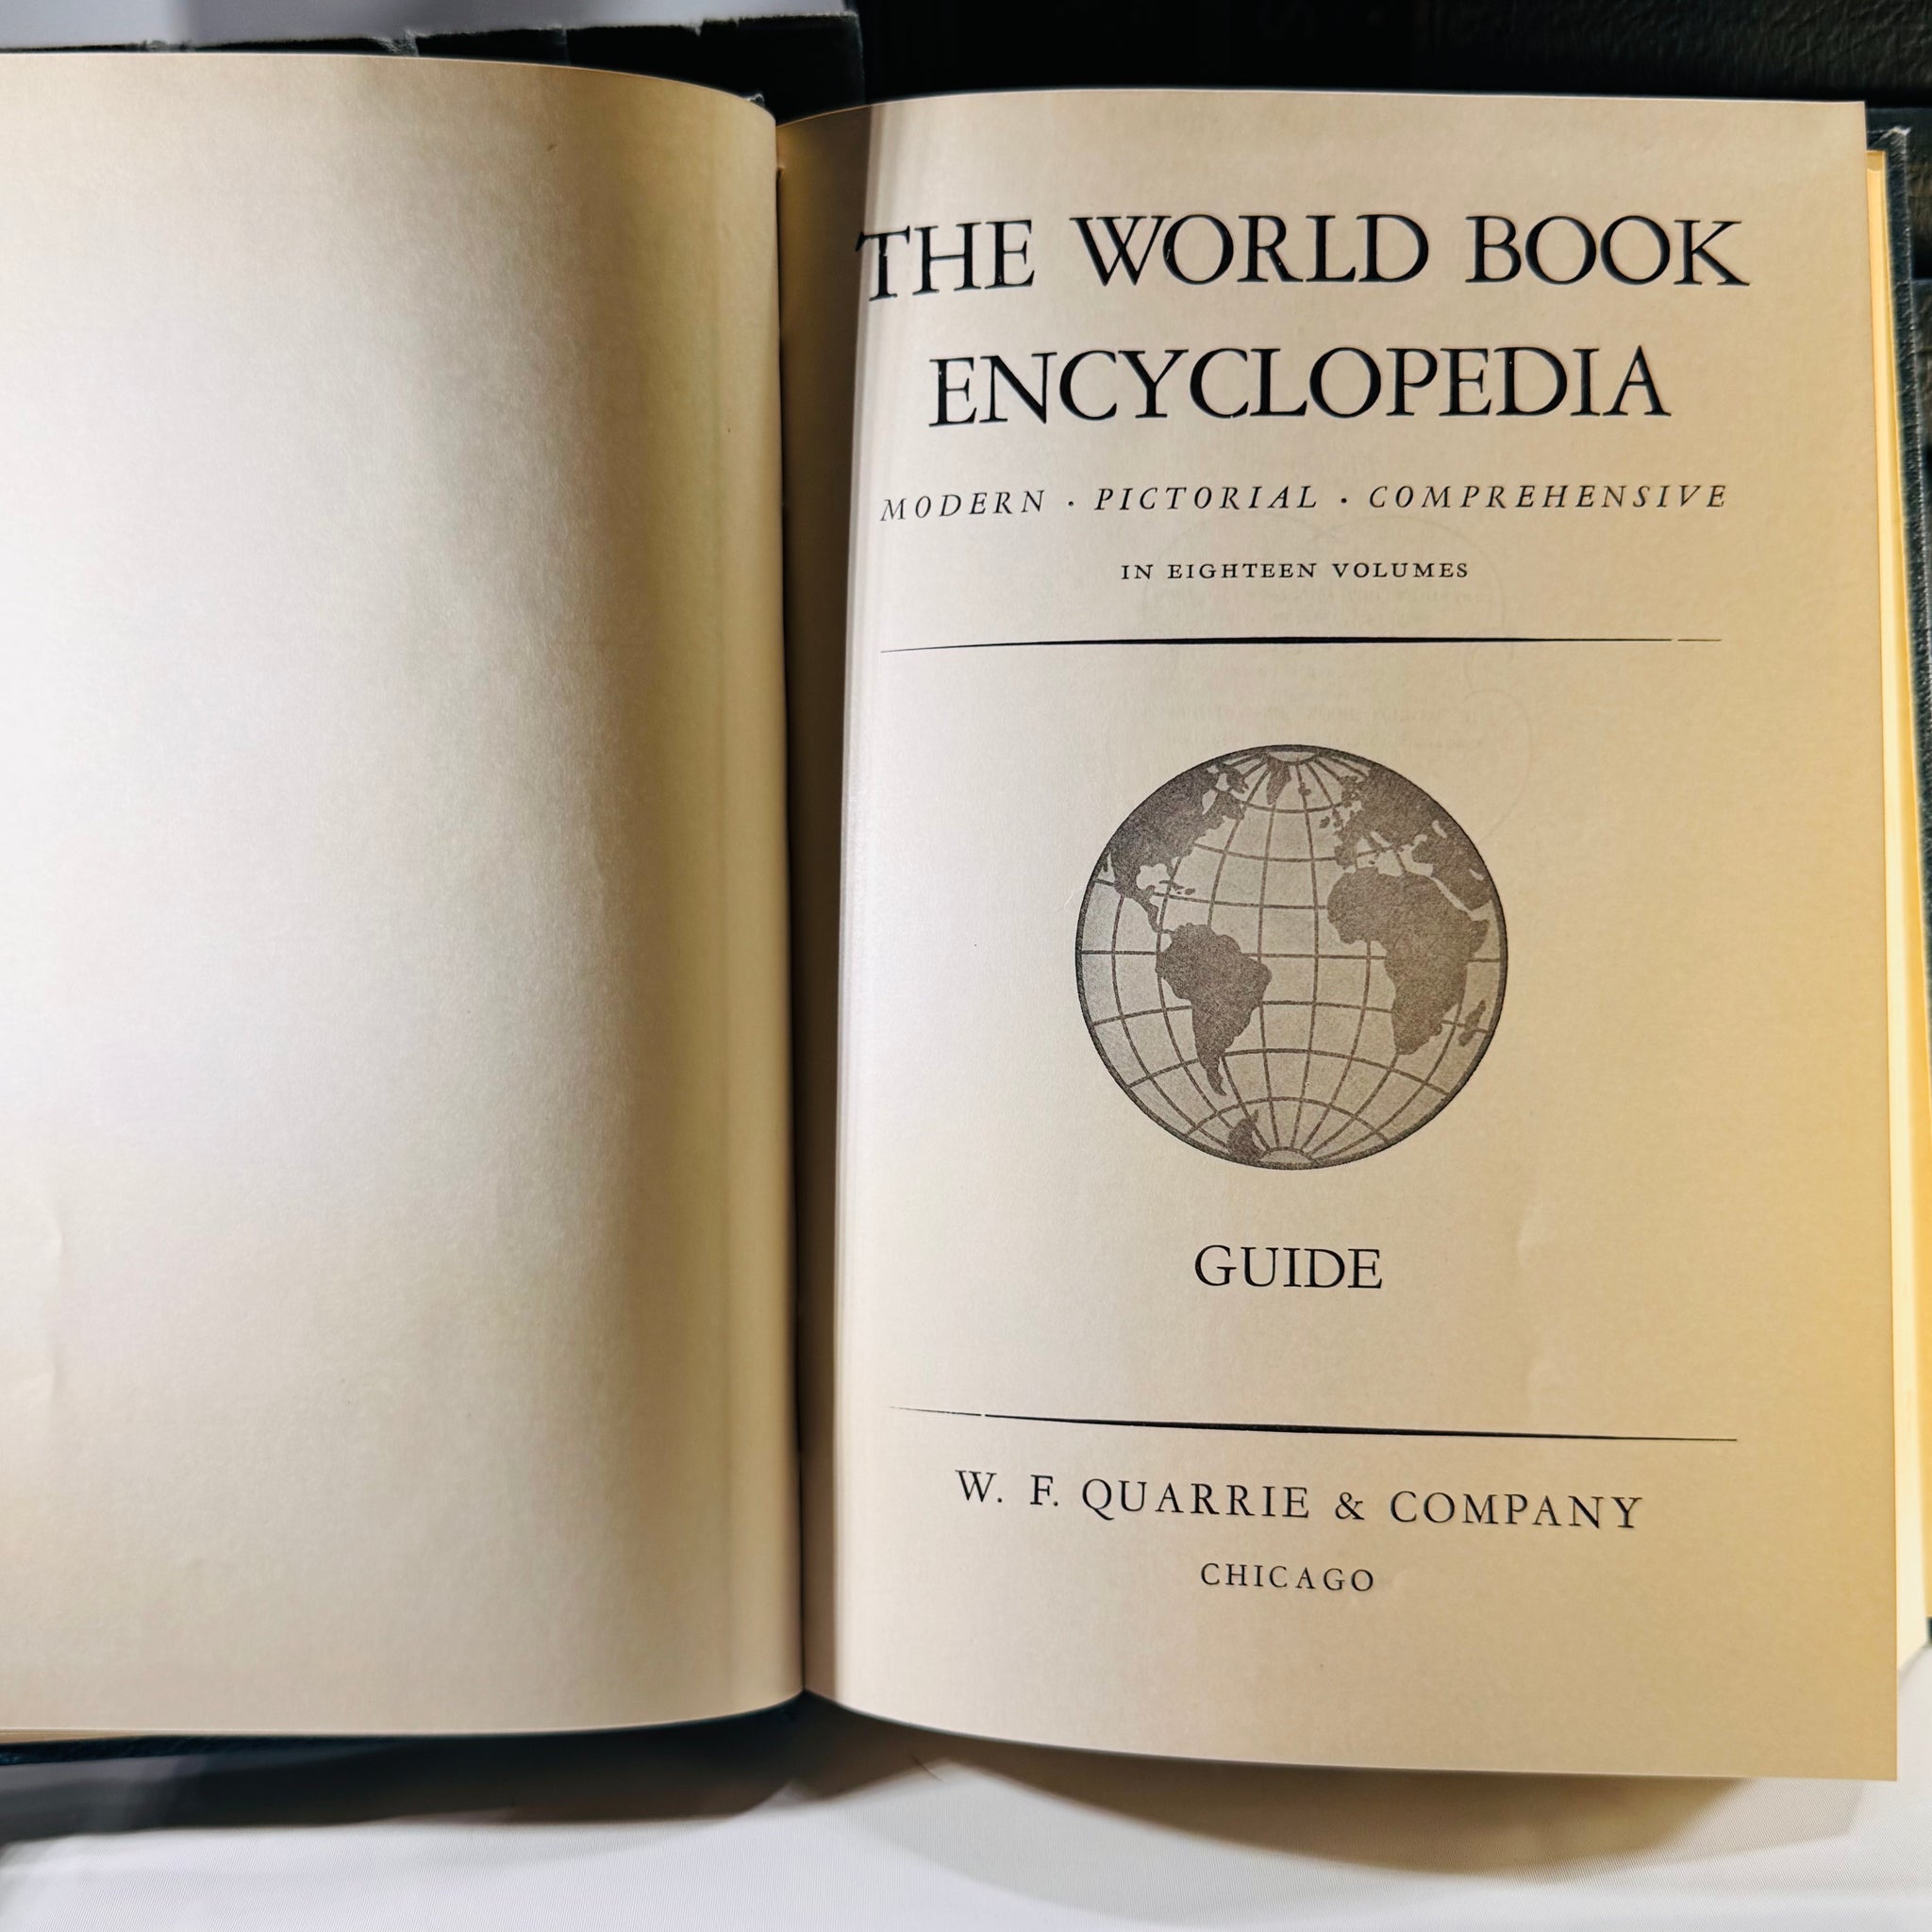 THE WORLD BOOK
ENCYCLOPEDIA
MODERN · PICTORIAL · COMPREHENSIVE
IN EIGHTEEN VOLUMES
GUIDE
W. F. QUARRIE & COMPANY
CHICAGO